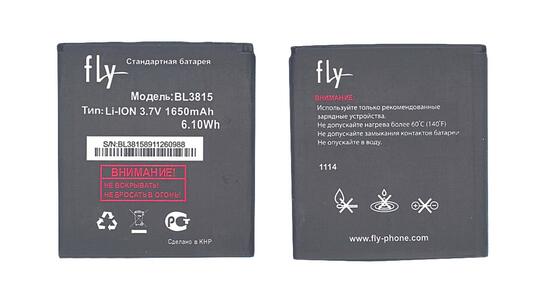 fly
Стандартная батарея
Модель:BL3815
Тип: Li-ION 3.7V 1650mAh
6.10Wh
S/N:BL38158911260988
ВНИМАНИЕ!
НЕ ВСКРЫВАТЬ!
НЕ БРОСАТЬ В ОГОНЬ!
Сделано в КНР
fly
ВНИМАНИЕ:
Используйте только рекомендованные
зарядные устройства.
Не допускайте нагрева более 60°C (140°F)
Не допускайте замыкания контактов батареи
Не опускайте в воду.
1114
www.fly-phone.com